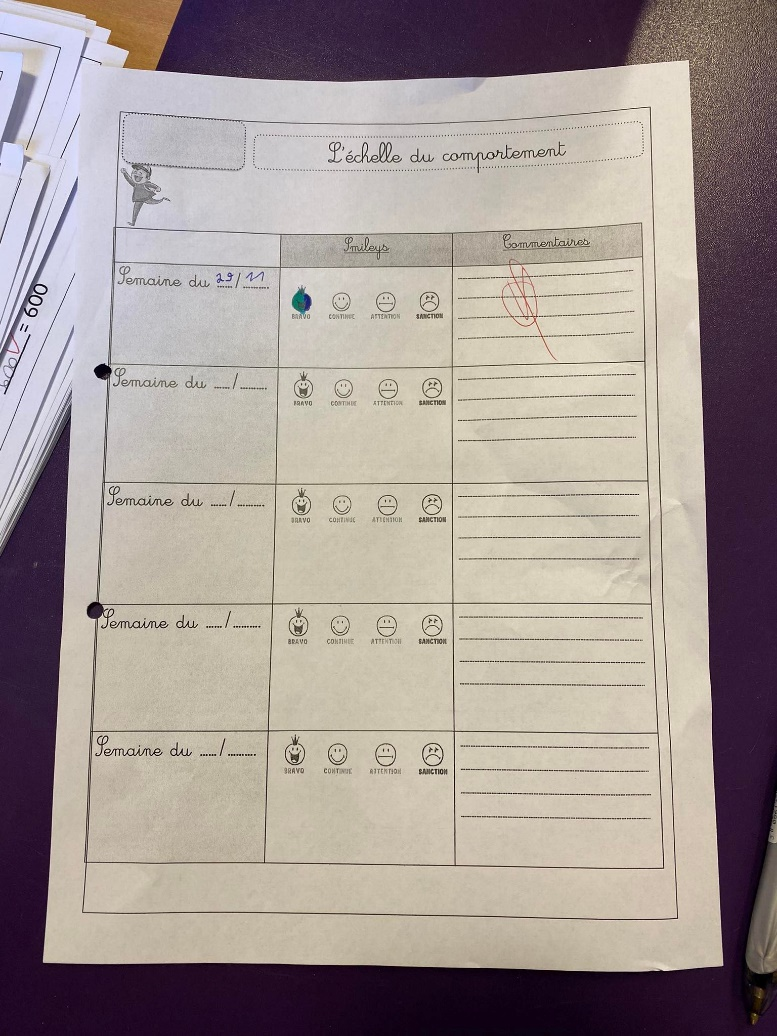 L'échelle du comportement
Smileys
Commentaires
Semaine du 29/11
BRAVO CONTINUE ATTENTION SANCTION
Semaine du ...../.........
BRAVO CONTINUE ATTENTION SANCTION
Semaine du ...../.........
BRAVO CONTINUE ATTENTION SANCTION
Semaine du ...../.........
BRAVO CONTINUE ATTENTION SANCTION
Semaine du ...../.........
BRAVO CONTINUE ATTENTION SANCTION
= 600